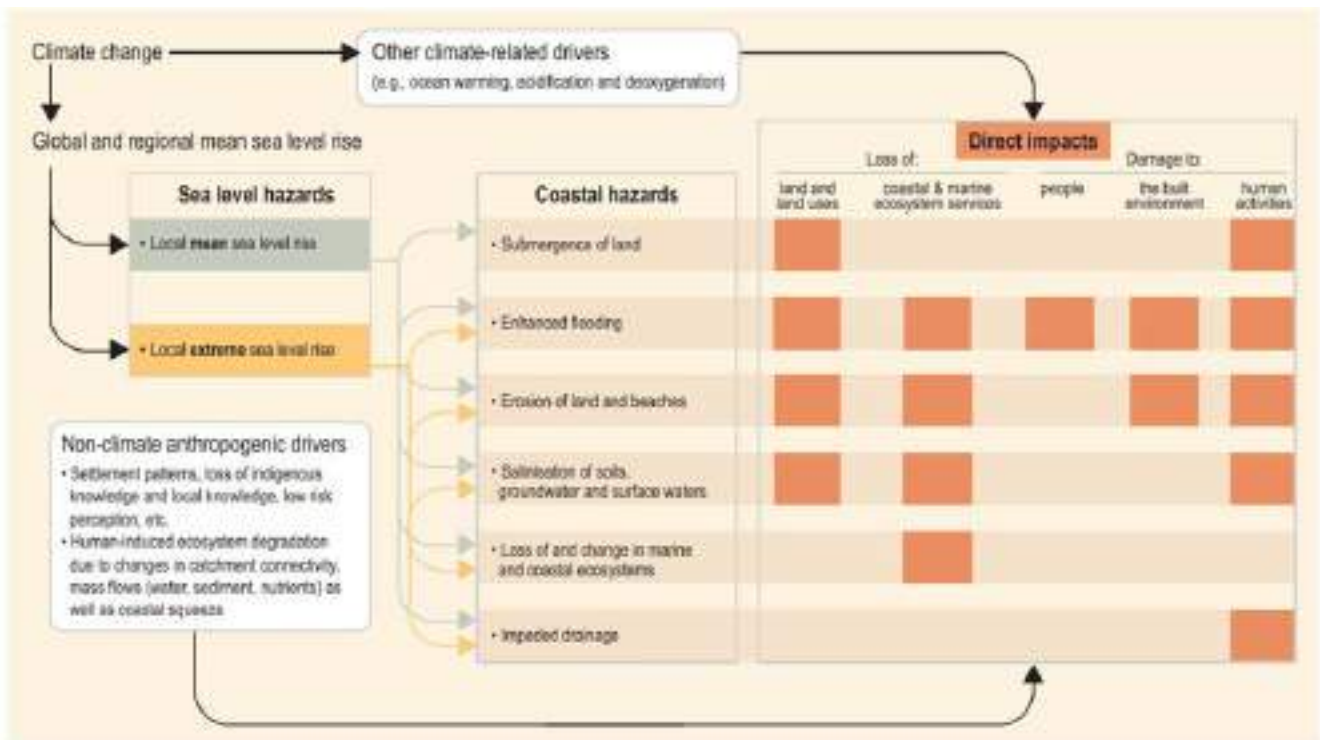 Climate change
Other climate-related drivers
(e.g., ocean warming, acidification and deoxygenation)
Global and regional mean sea level rise
Direct impacts
Loss of:
Damage to:
Sea level hazards
Coastal hazards
land and
land uses
coastal & marine
ecosystem services
people
the built
environment
human
activities
• Local mean sea level rise
• Submergence of land
• Enhanced flooding
• Local extreme sea level rise
• Erosion of land and beaches
Non-climate anthropogenic drivers
• Settlement patterns, loss of indigenous
knowledge and local knowledge, low risk
perception, etc.
• Human-induced ecosystem degradation
due to changes in catchment connectivity,
mass flows (water, sediment, nutrients) as
well as coastal squeeze
• Salinisation of soils,
groundwater and surface waters
• Loss of and change in marine
and coastal ecosystems
• Impeded drainage